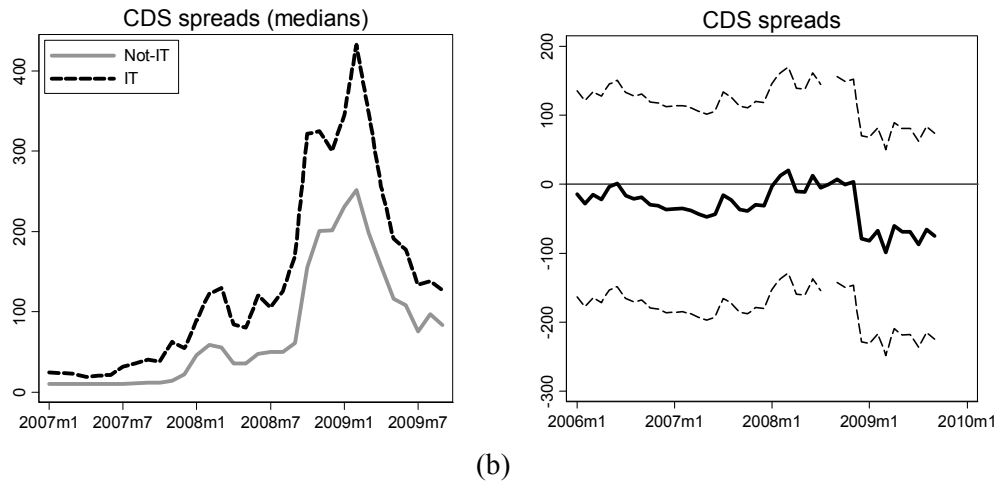 CDS spreads (medians)
Not-IT
IT
400
300
200
100
0
2007m1 2007m7 2008m1 2008m7 2009m1 2009m7
CDS spreads
200
100
0
-100
-200
-300
2006m1 2007m1 2008m1 2009m1 2010m1
(b)